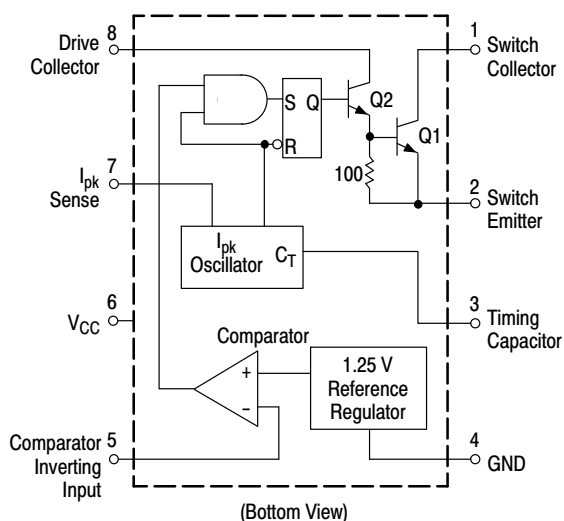 8
Drive
Collector
1
Switch
Collector
S Q
R
Q2
Q1
100
7
Ipk
Sense
2
Switch
Emitter
Ipk
Oscillator
CT
6
VCC
3
Timing
Capacitor
Comparator
+
−
1.25 V
Reference
Regulator
5
Comparator
Inverting
Input
4
GND
(Bottom View)